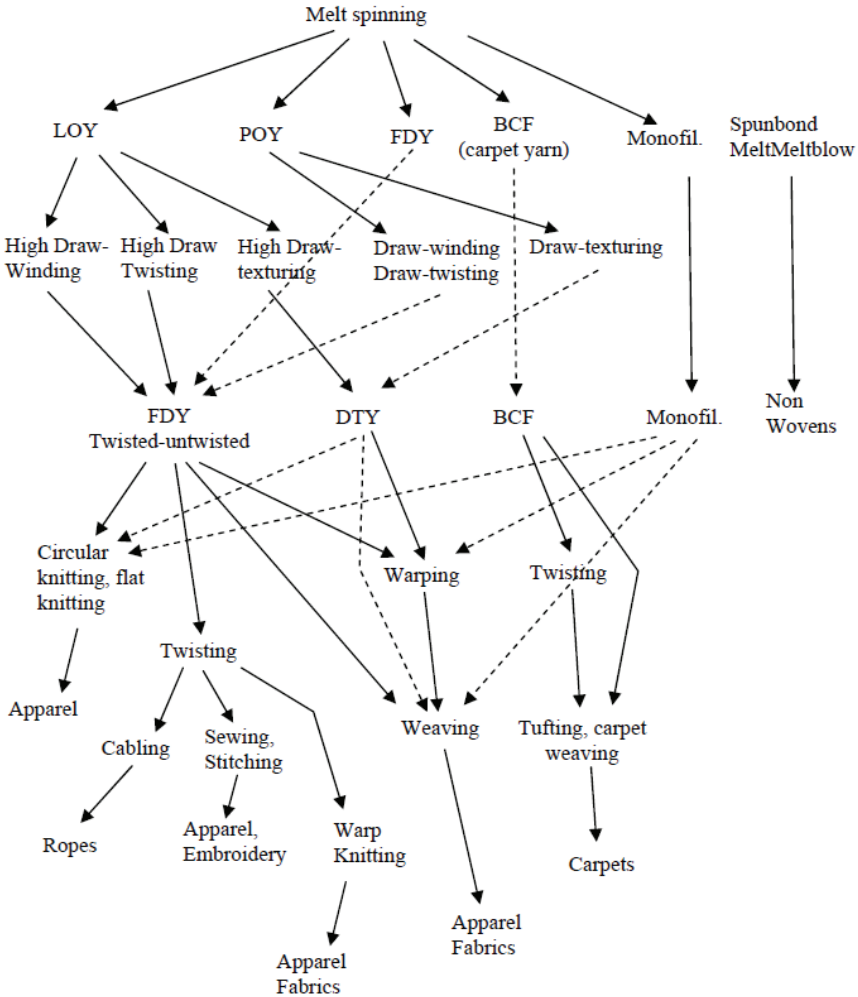 Melt spinning
LOY
POY
FDY
BCF
(carpet yarn)
Monofil.
Spunbond
MeltMeltblow
High Draw-
Winding
High Draw
Twisting
High Draw-
texturing
Draw-winding
Draw-twisting
Draw-texturing
FDY
Twisted-untwisted
DTY
BCF
Monofil.
Non
Wovens
Circular
knitting, flat
knitting
Warping
Twisting
Twisting
Apparel
Cabling
Sewing,
Stitching
Weaving
Tufting, carpet
weaving
Ropes
Apparel,
Embroidery
Warp
Knitting
Carpets
Apparel
Fabrics
Apparel
Fabrics